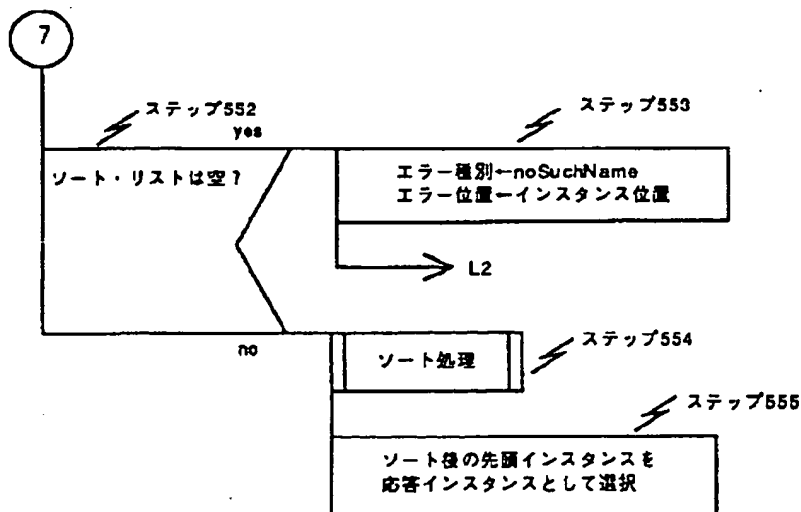 7
ステップ552
ステップ553
yes
ソート・リストは空?
エラー種別←noSuchName
エラー位置←インスタンス位置
L2
no
ソート処理
ステップ554
ステップ555
ソート後の先頭インスタンスを
応答インスタンスとして選択